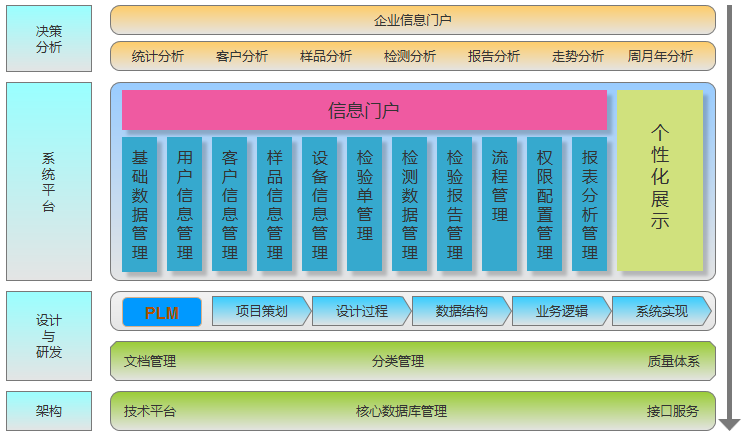 决策
分析
企业信息门户
统计分析 客户分析 样品分析 检测分析 报告分析 走势分析 周月年分析
系统平台
信息门户
基础数据管理
用户信息管理
客户信息管理
样品信息管理
设备信息管理
检验单管理
检测数据管理
检验报告管理
流程管理
权限配置管理
报表分析管理
个性化展示
设计
与
研发
PLM 项目策划 设计过程 数据结构 业务逻辑 系统实现
文档管理 分类管理 质量体系
架构
技术平台 核心数据库管理 接口服务